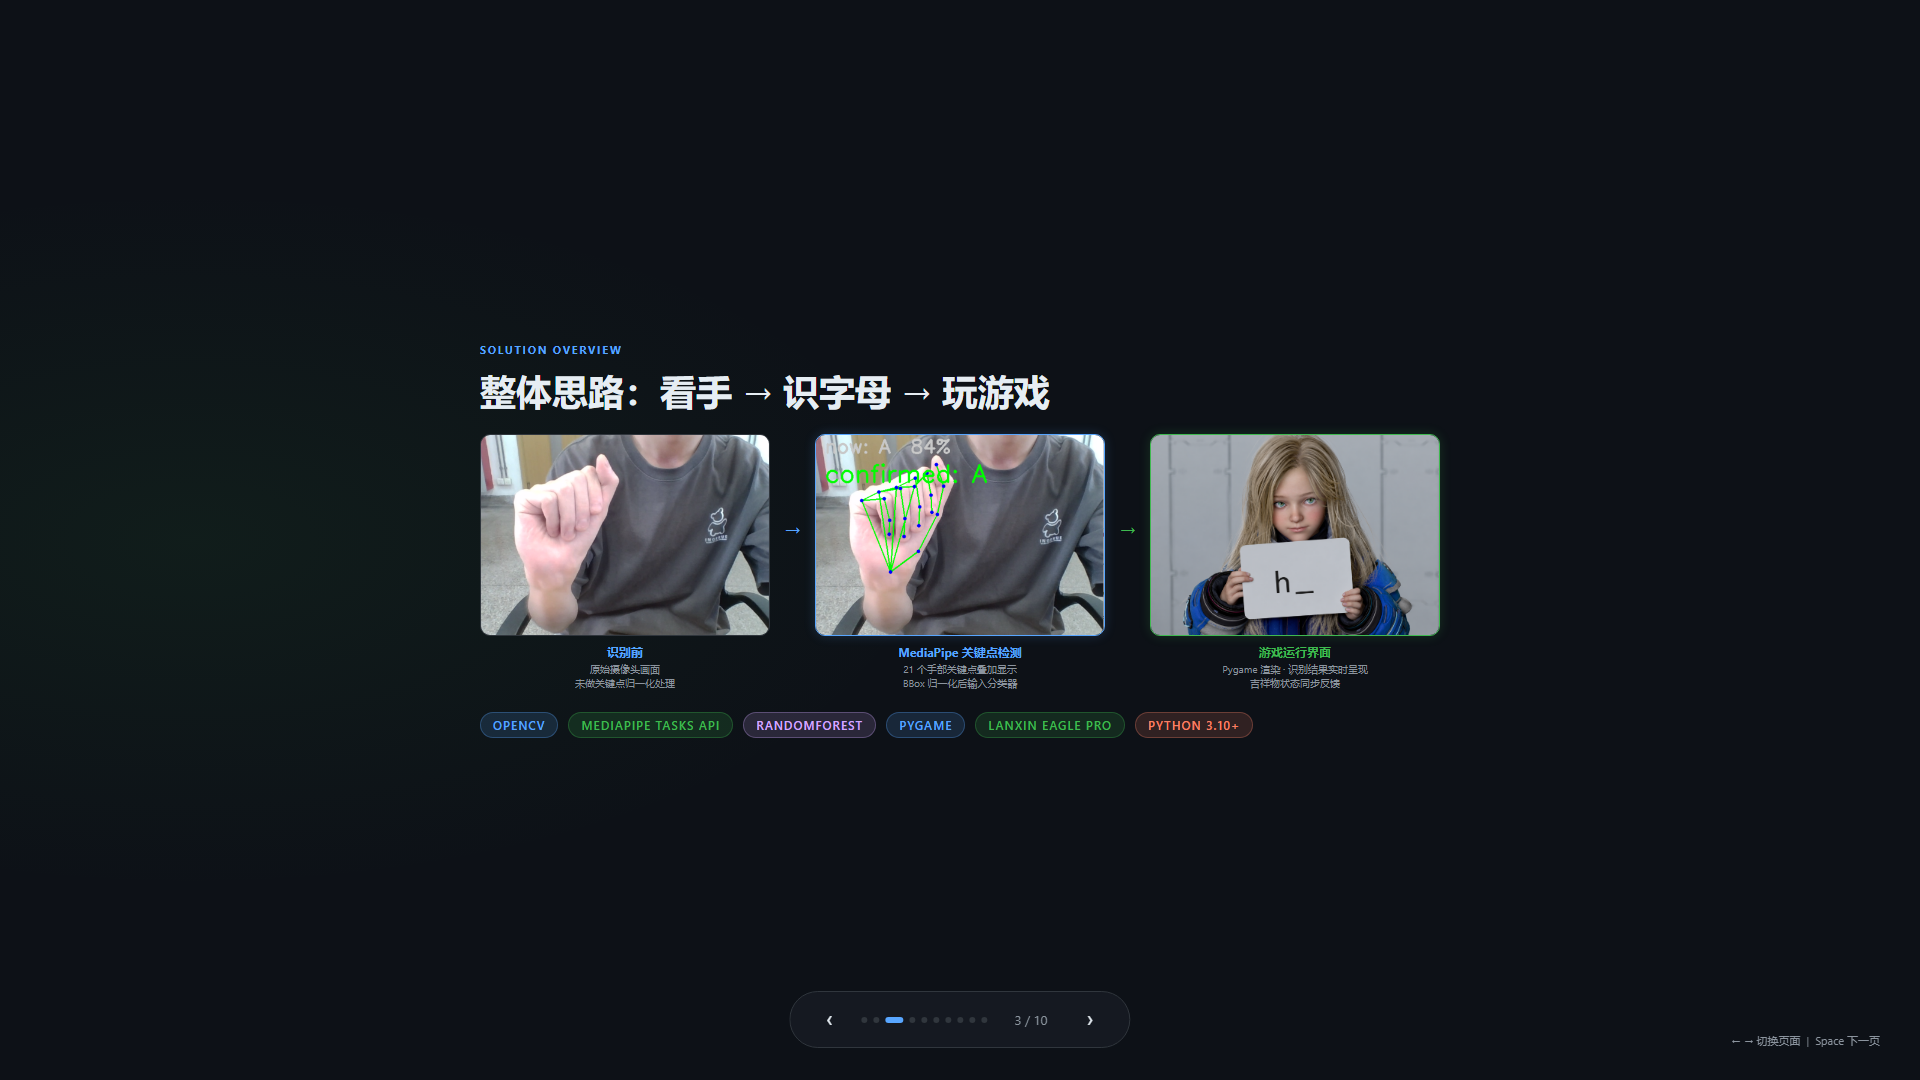 SOLUTION OVERVIEW
整体思路：看手 → 识字母 → 玩游戏
now: A 84%
confirmed: A
→
→
h_
识别前
原始摄像头画面
未做关键点归一化处理
MediaPipe 关键点检测
21 个手部关键点叠加显示
BBox 归一化后输入分类器
游戏运行界面
Pygame 渲染 · 识别结果实时呈现
吉祥物状态同步反馈
OPENCV
MEDIAPIPE TASKS API
RANDOMFOREST
PYGAME
LANXIN EAGLE PRO
PYTHON 3.10+
‹ 3 / 10 ›
← → 切换页面 | Space 下一页